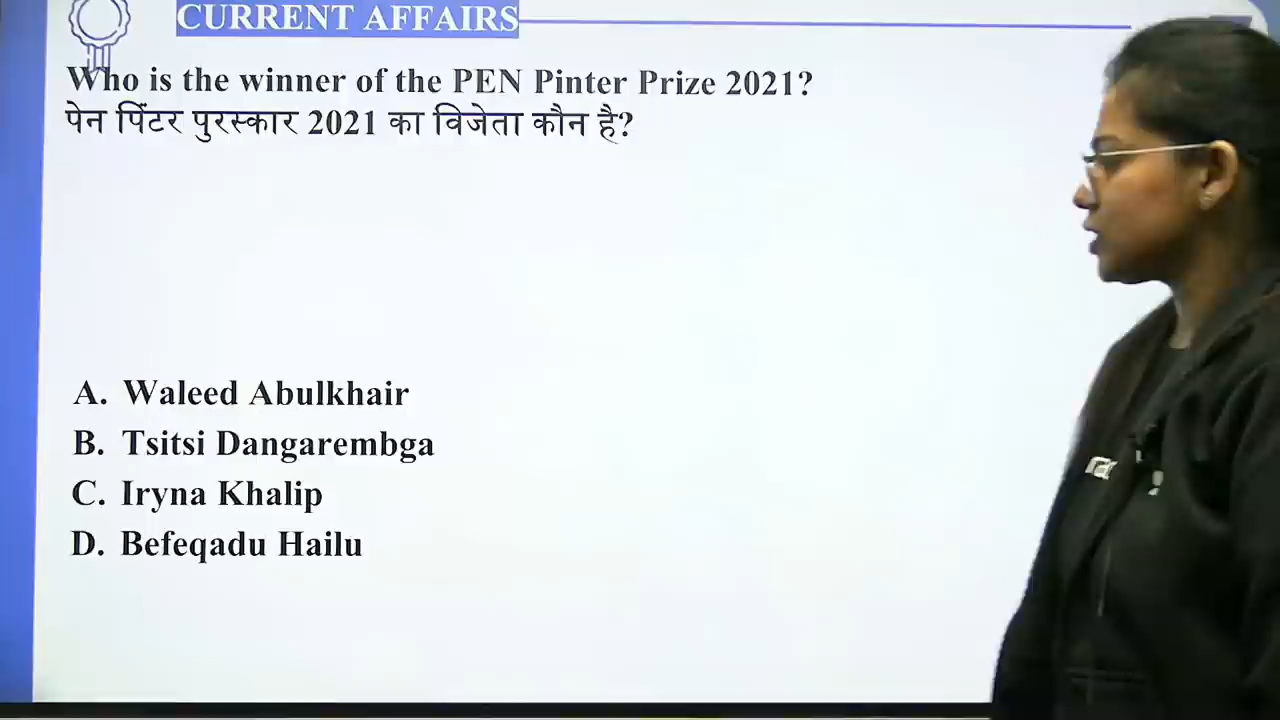 CURRENT AFFAIRS
Who is the winner of the PEN Pinter Prize 2021?
पेन पिंटर पुरस्कार 2021 का विजेता कौन है?
A. Waleed Abulkhair
B. Tsitsi Dangarembga
C. Iryna Khalip
D. Befeqadu Hailu